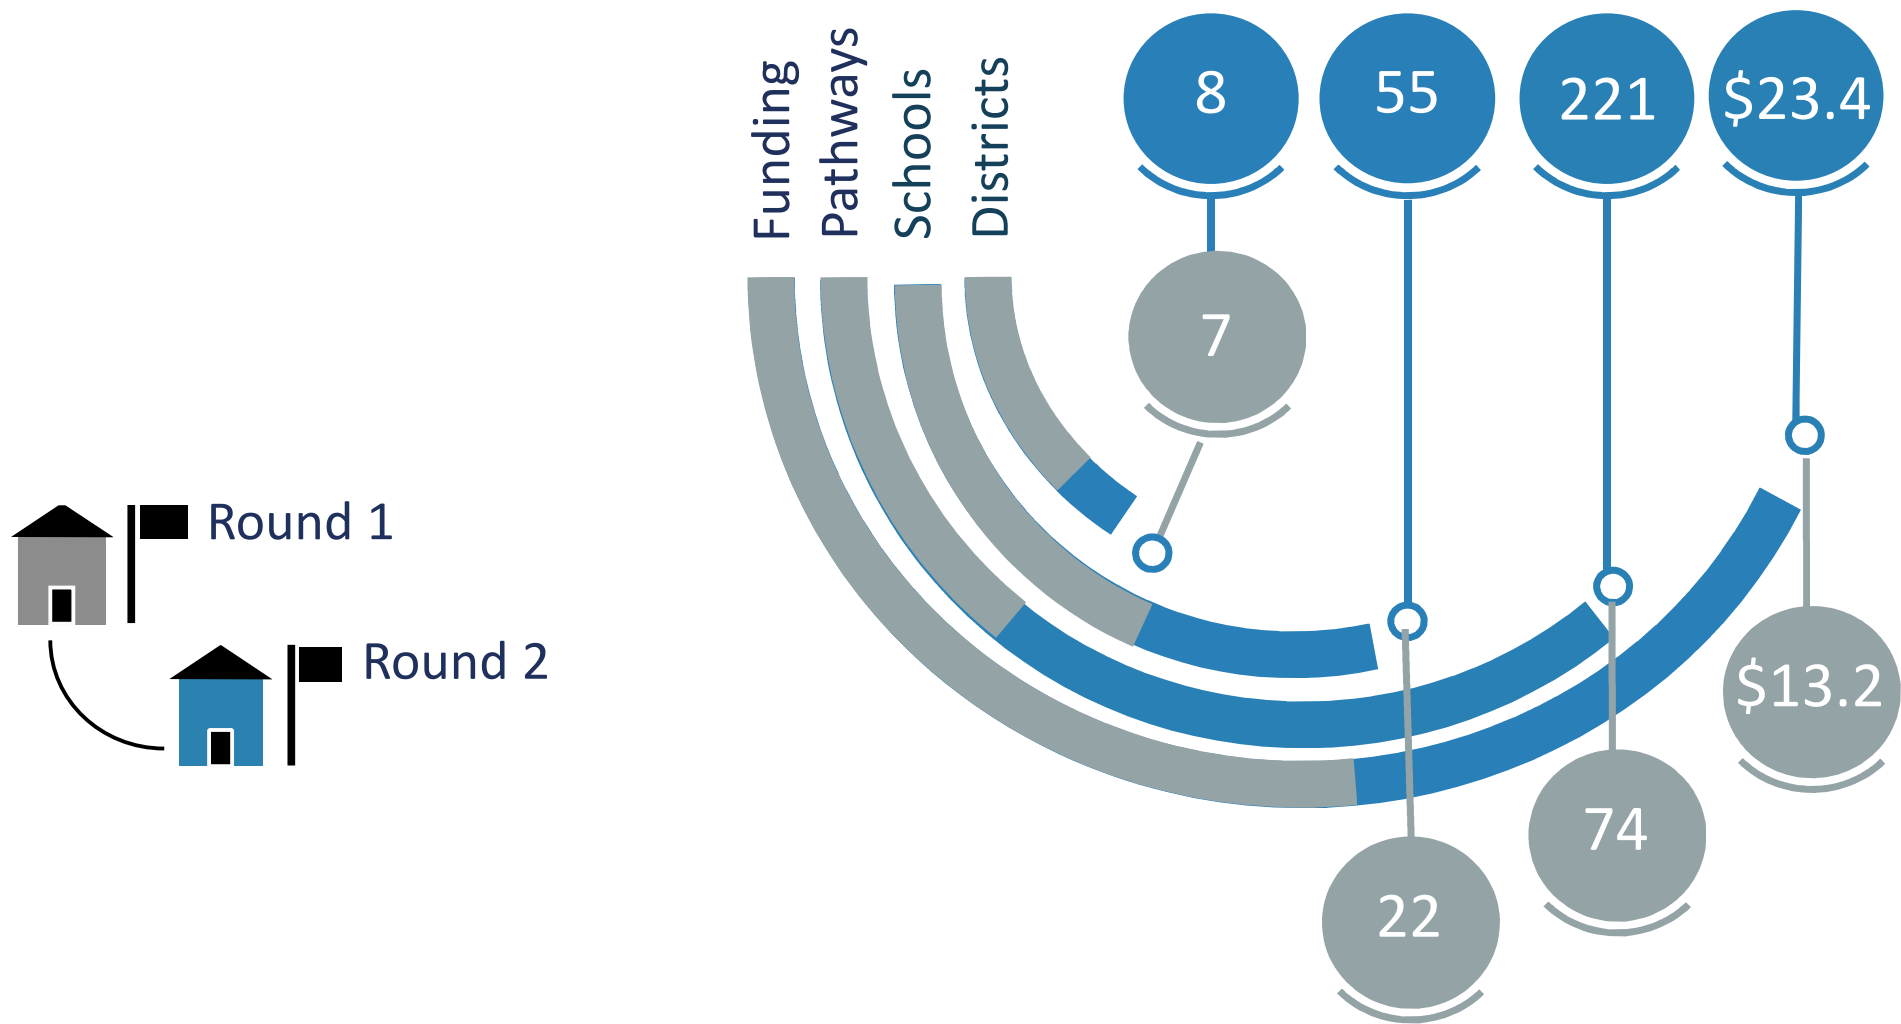 Funding
Pathways
Schools
Districts
8
55
221
$23.4
7
Round 1
Round 2
$13.2
74
22